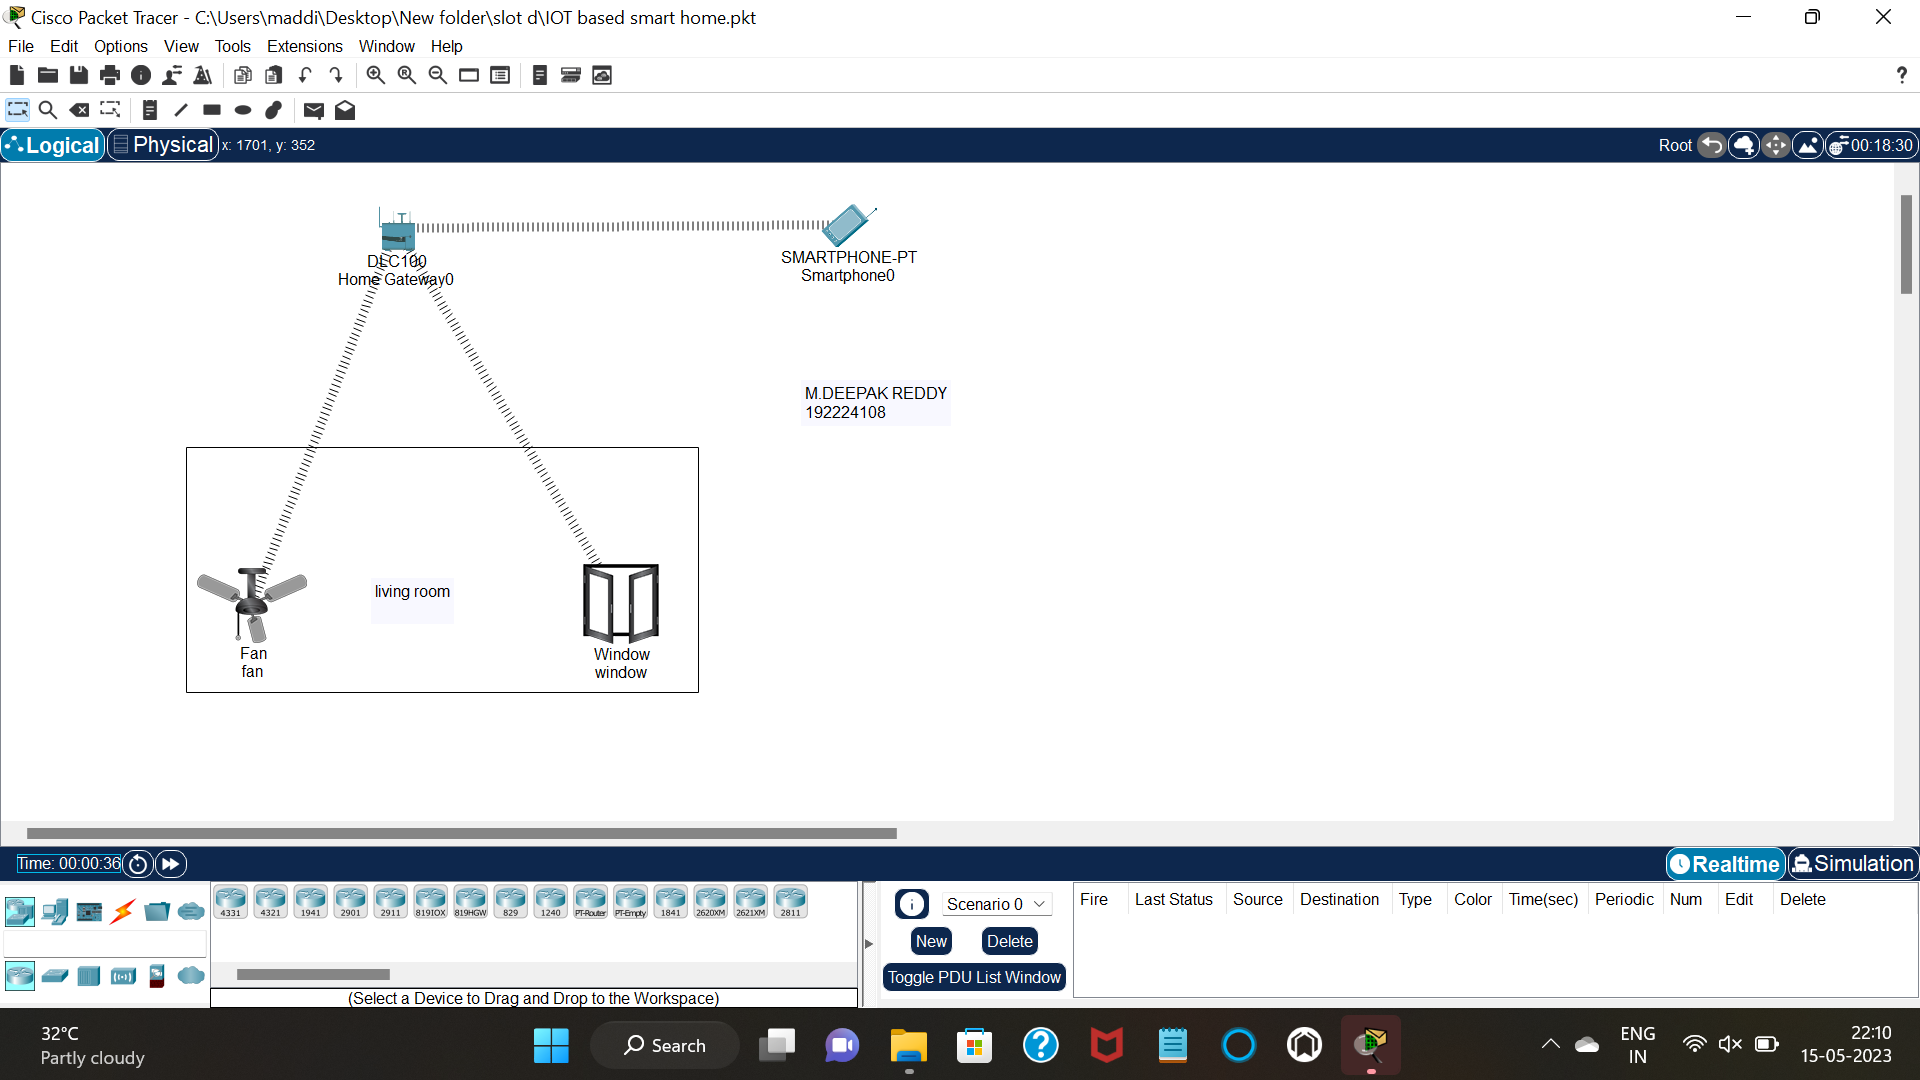 Cisco Packet Tracer - C:\Users\maddi\Desktop\New folder\slot d\IOT based smart home.pkt
File Edit Options View Tools Extensions Window Help
?
Logical Physical x: 1701, y: 352 Root 00:18:30
DLC100
Home Gateway0
SMARTPHONE-PT
Smartphone0
M.DEEPAK REDDY
192224108
living room
Fan
fan
Window
window
Time: 00:00:36 Realtime Simulation
4331 4321 1941 2901 2911 819IOX 819HGW 829 1240 PT-Router PT-Empty 1841 2620XM 2621XM 2811
(Select a Device to Drag and Drop to the Workspace)
Scenario 0
New Delete
Toggle PDU List Window
Fire Last Status Source Destination Type Color Time(sec) Periodic Num Edit Delete
32°C
Partly cloudy
Search
ENG
IN
22:10
15-05-2023